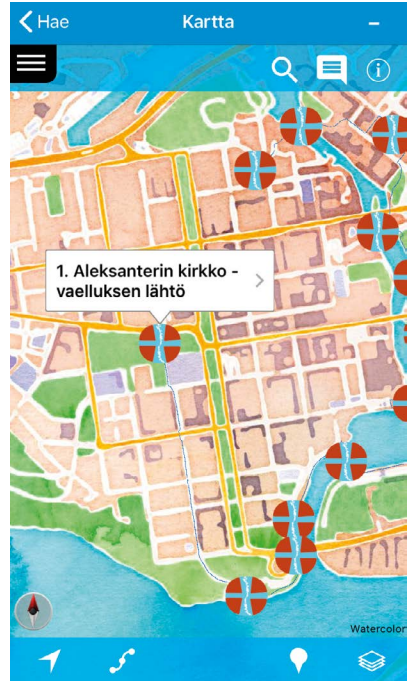 Hae
Kartta
1. Aleksanterin kirkko -
vaelluksen lähtö
Watercolor